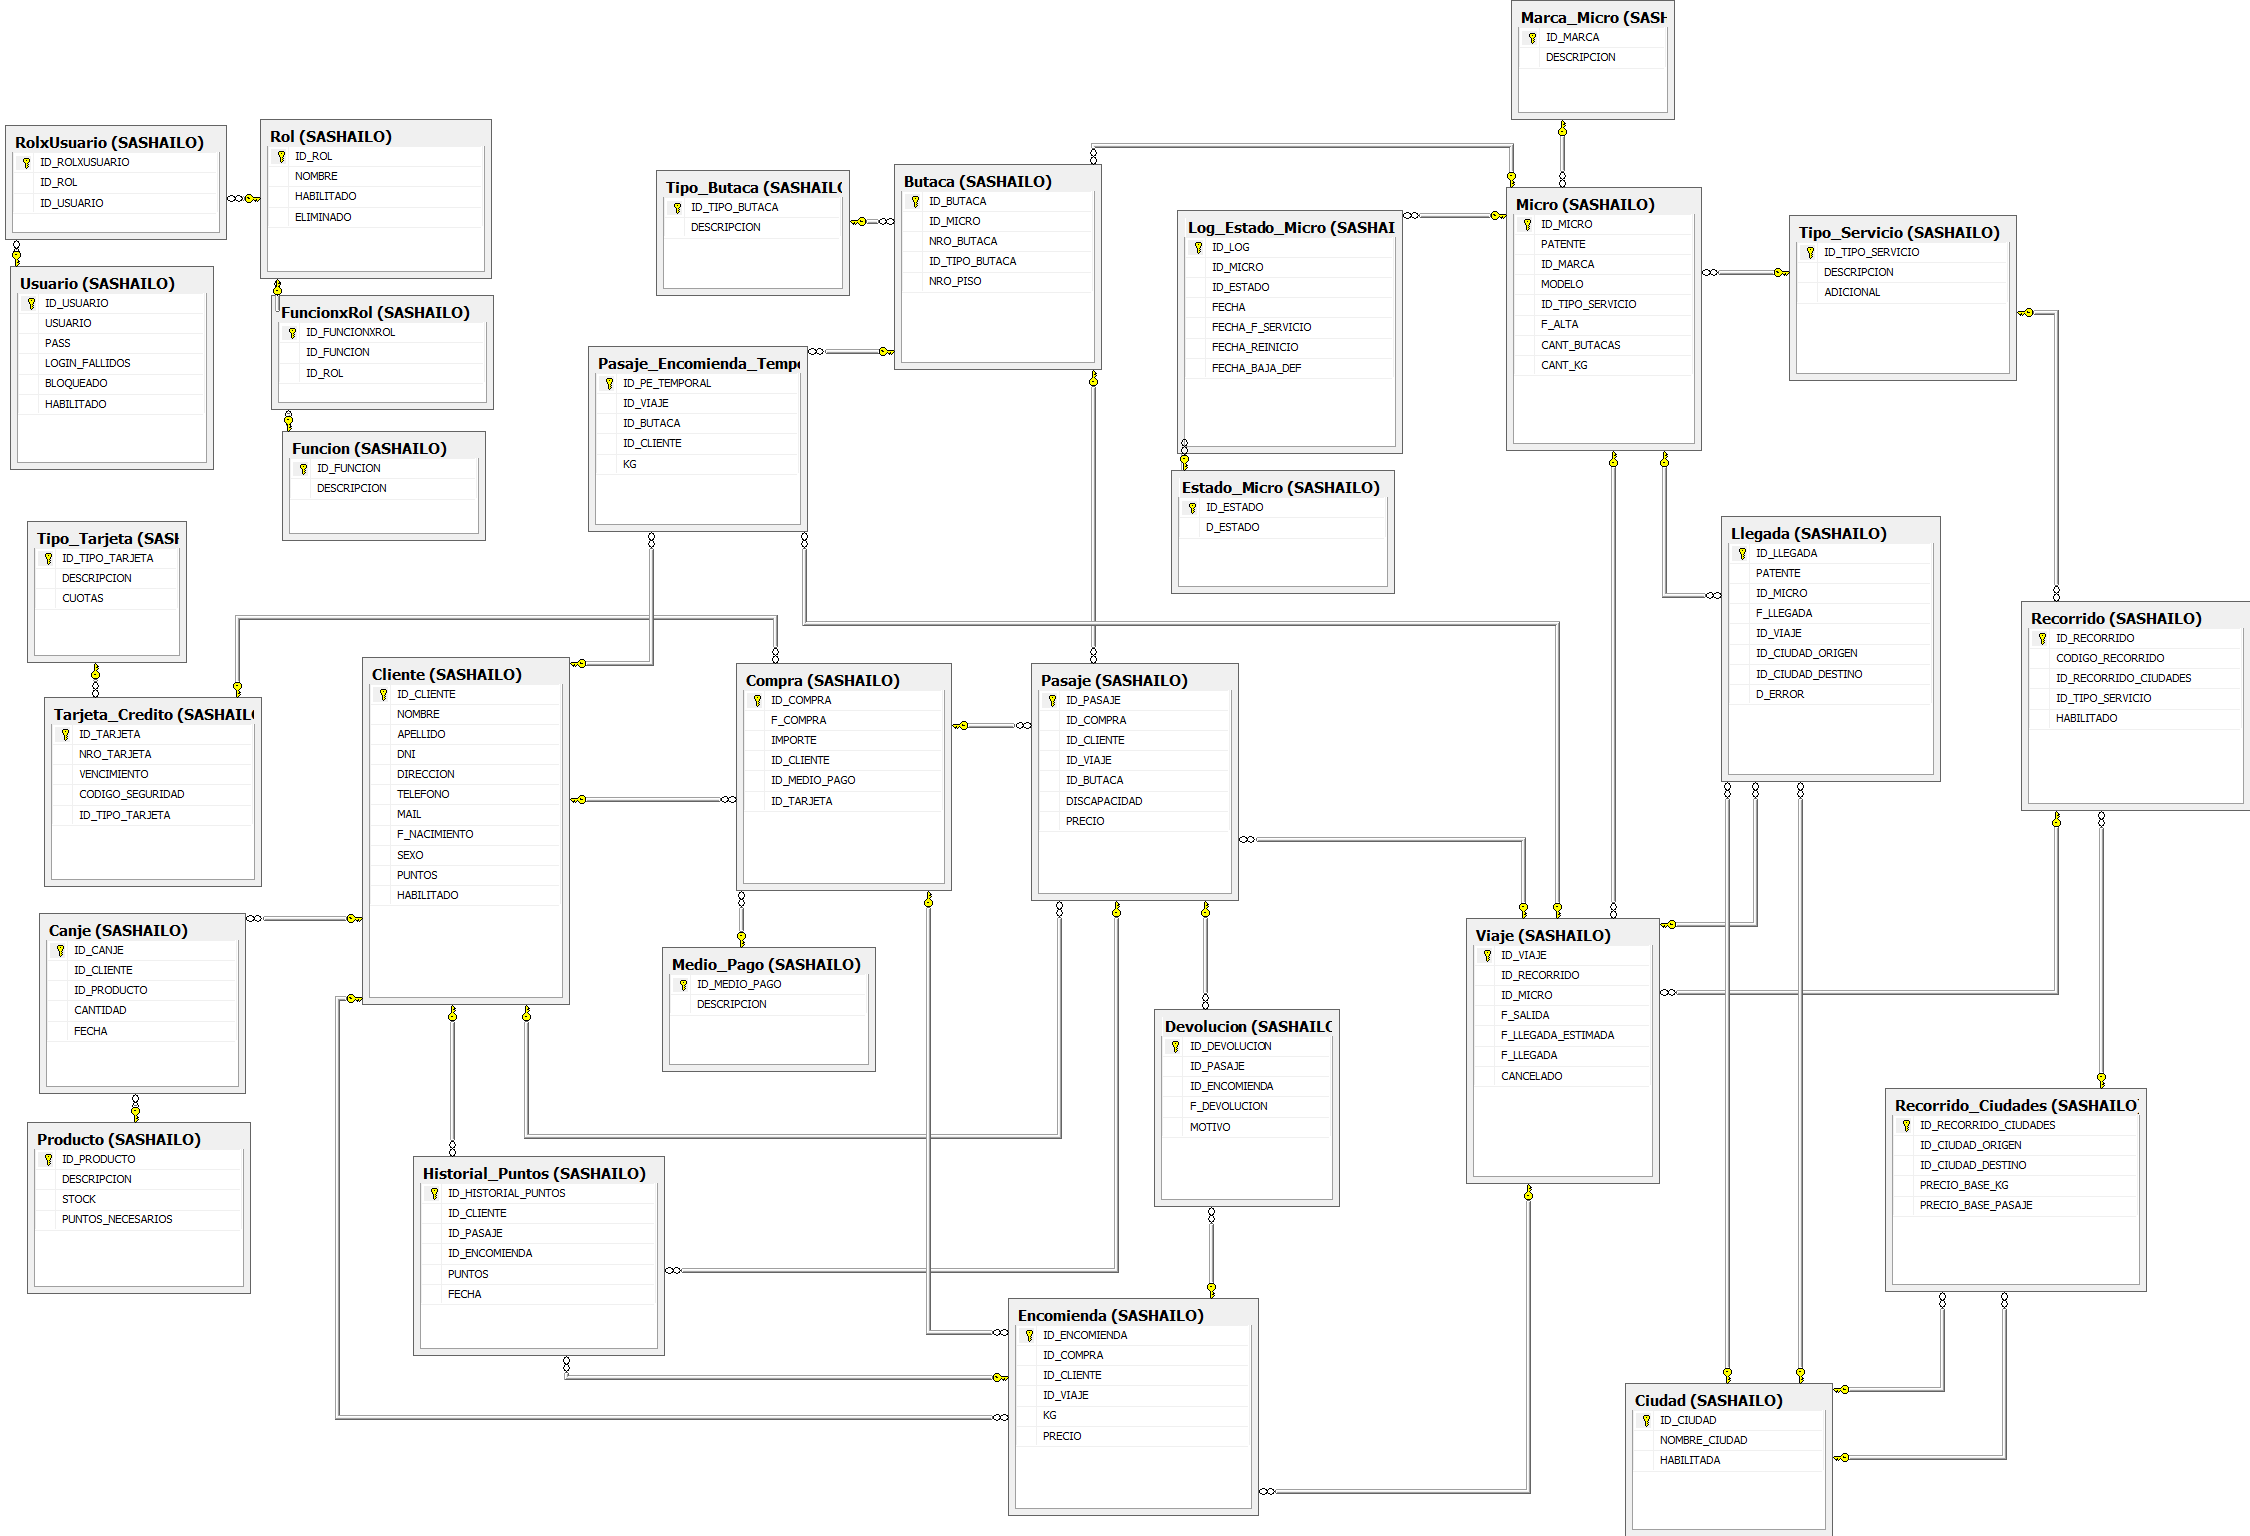 Marca_Micro (SASH
ID_MARCA
DESCRIPCION
RolxUsuario (SASHAILO)
ID_ROLXUSUARIO
ID_ROL
ID_USUARIO
Rol (SASHAILO)
ID_ROL
NOMBRE
HABILITADO
ELIMINADO
Tipo_Butaca (SASHAILO
ID_TIPO_BUTACA
DESCRIPCION
Butaca (SASHAILO)
ID_BUTACA
ID_MICRO
NRO_BUTACA
ID_TIPO_BUTACA
NRO_PISO
Log_Estado_Micro (SASHAI
ID_LOG
ID_MICRO
ID_ESTADO
FECHA
FECHA_F_SERVICIO
FECHA_REINICIO
FECHA_BAJA_DEF
Micro (SASHAILO)
ID_MICRO
PATENTE
ID_MARCA
MODELO
ID_TIPO_SERVICIO
F_ALTA
CANT_BUTACAS
CANT_KG
Tipo_Servicio (SASHAILO)
ID_TIPO_SERVICIO
DESCRIPCION
ADICIONAL
Usuario (SASHAILO)
ID_USUARIO
USUARIO
PASS
LOGIN_FALLIDOS
BLOQUEADO
HABILITADO
FuncionxRol (SASHAILO)
ID_FUNCIONXROL
ID_FUNCION
ID_ROL
Pasaje_Encomienda_Tempo
ID_PE_TEMPORAL
ID_VIAJE
ID_BUTACA
ID_CLIENTE
KG
Funcion (SASHAILO)
ID_FUNCION
DESCRIPCION
Estado_Micro (SASHAILO)
ID_ESTADO
D_ESTADO
Tipo_Tarjeta (SASH
ID_TIPO_TARJETA
DESCRIPCION
CUOTAS
Llegada (SASHAILO)
ID_LLEGADA
PATENTE
ID_MICRO
F_LLEGADA
ID_VIAJE
ID_CIUDAD_ORIGEN
ID_CIUDAD_DESTINO
D_ERROR
Recorrido (SASHAILO)
ID_RECORRIDO
CODIGO_RECORRIDO
ID_RECORRIDO_CIUDADES
ID_TIPO_SERVICIO
HABILITADO
Tarjeta_Credito (SASHAILO
ID_TARJETA
NRO_TARJETA
VENCIMIENTO
CODIGO_SEGURIDAD
ID_TIPO_TARJETA
Cliente (SASHAILO)
ID_CLIENTE
NOMBRE
APELLIDO
DNI
DIRECCION
TELEFONO
MAIL
F_NACIMIENTO
SEXO
PUNTOS
HABILITADO
Compra (SASHAILO)
ID_COMPRA
F_COMPRA
IMPORTE
ID_CLIENTE
ID_MEDIO_PAGO
ID_TARJETA
Pasaje (SASHAILO)
ID_PASAJE
ID_COMPRA
ID_CLIENTE
ID_VIAJE
ID_BUTACA
DISCAPACIDAD
PRECIO
Canje (SASHAILO)
ID_CANJE
ID_CLIENTE
ID_PRODUCTO
CANTIDAD
FECHA
Medio_Pago (SASHAILO)
ID_MEDIO_PAGO
DESCRIPCION
Viaje (SASHAILO)
ID_VIAJE
ID_RECORRIDO
ID_MICRO
F_SALIDA
F_LLEGADA_ESTIMADA
F_LLEGADA
CANCELADO
Devolucion (SASHAILO
ID_DEVOLUCION
ID_PASAJE
ID_ENCOMIENDA
F_DEVOLUCION
MOTIVO
Recorrido_Ciudades (SASHAILO)
ID_RECORRIDO_CIUDADES
ID_CIUDAD_ORIGEN
ID_CIUDAD_DESTINO
PRECIO_BASE_KG
PRECIO_BASE_PASAJE
Producto (SASHAILO)
ID_PRODUCTO
DESCRIPCION
STOCK
PUNTOS_NECESARIOS
Historial_Puntos (SASHAILO)
ID_HISTORIAL_PUNTOS
ID_CLIENTE
ID_PASAJE
ID_ENCOMIENDA
PUNTOS
FECHA
Encomienda (SASHAILO)
ID_ENCOMIENDA
ID_COMPRA
ID_CLIENTE
ID_VIAJE
KG
PRECIO
Ciudad (SASHAILO)
ID_CIUDAD
NOMBRE_CIUDAD
HABILITADA